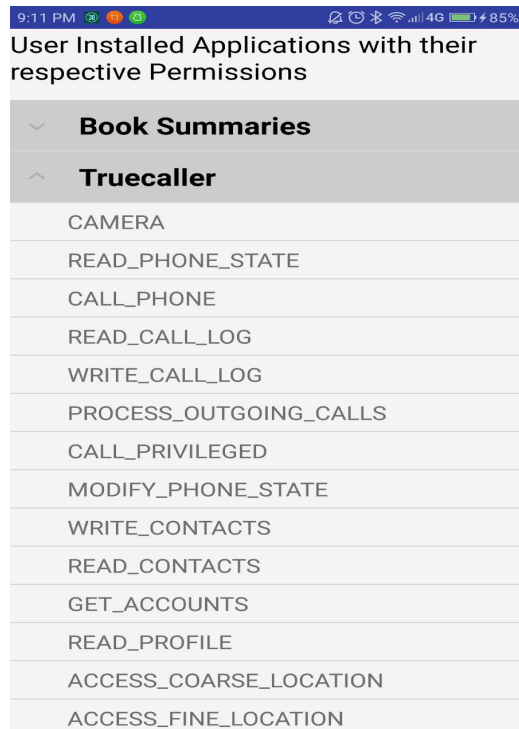 9:11 PM 4G 85%
User Installed Applications with their
respective Permissions
Book Summaries
Truecaller
CAMERA
READ_PHONE_STATE
CALL_PHONE
READ_CALL_LOG
WRITE_CALL_LOG
PROCESS_OUTGOING_CALLS
CALL_PRIVILEGED
MODIFY_PHONE_STATE
WRITE_CONTACTS
READ_CONTACTS
GET_ACCOUNTS
READ_PROFILE
ACCESS_COARSE_LOCATION
ACCESS_FINE_LOCATION